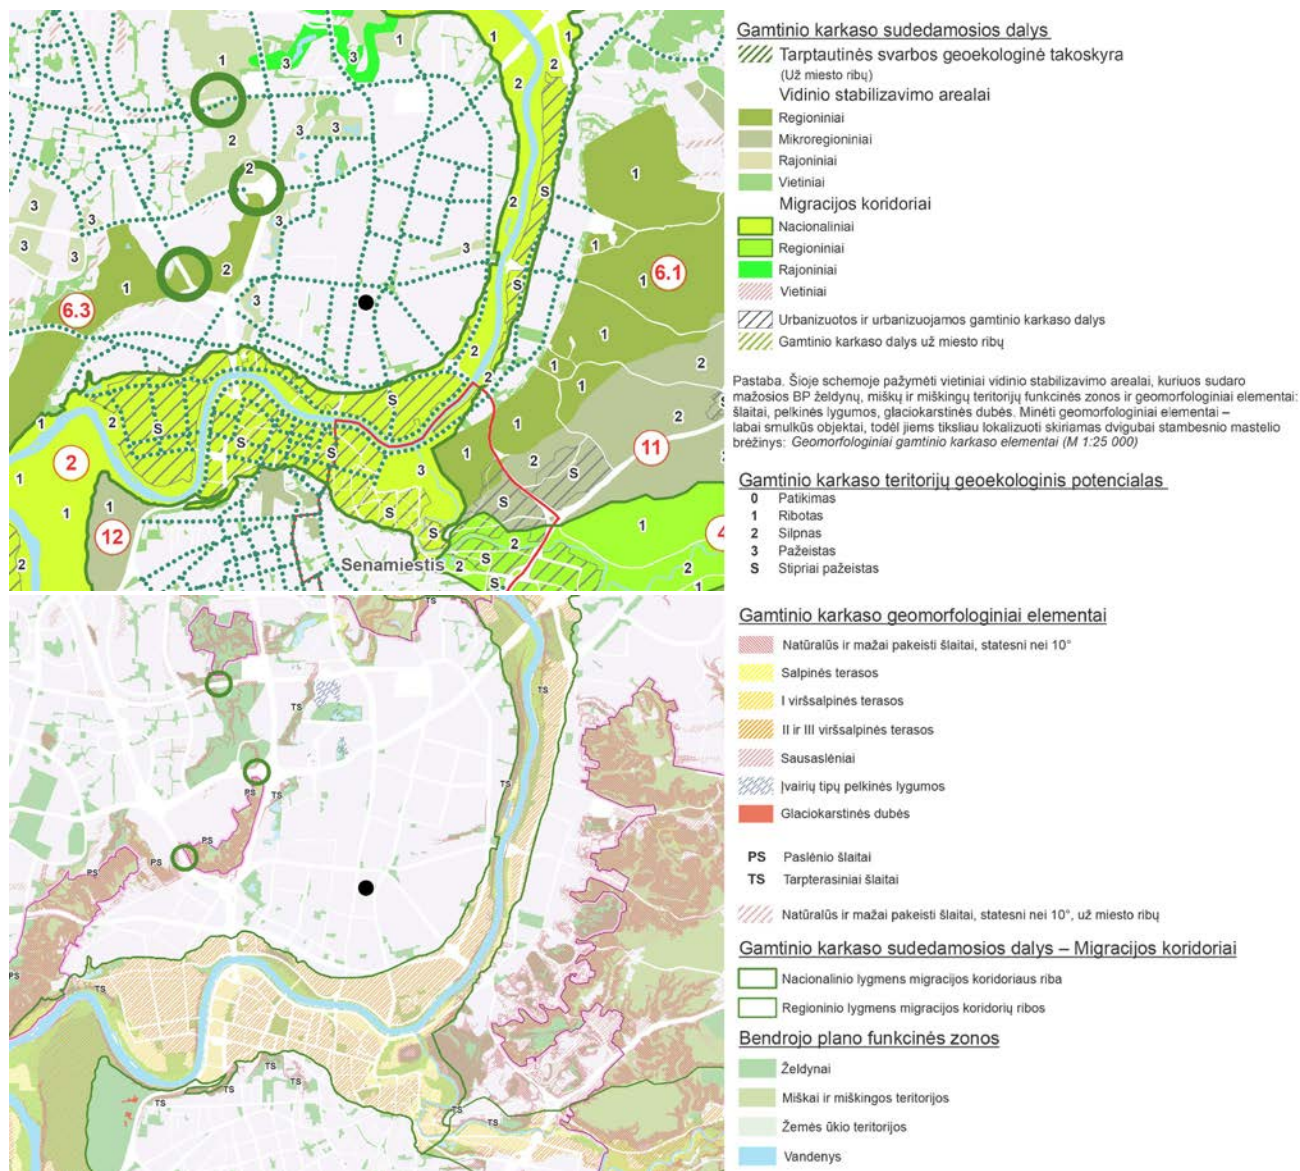 Gamtinio karkaso sudedamosios dalys
Tarptautinės svarbos geoekologinė takoskyra
(Už miesto ribų)
Vidinio stabilizavimo arealai
Regioniniai
Mikroregioniniai
Rajoniniai
Vietiniai
Migracijos koridoriai
Nacionaliniai
Regioniniai
Rajoniniai
Vietiniai
Urbanizuotos ir urbanizuojamos gamtinio karkaso dalys
Gamtinio karkaso dalys už miesto ribų
Pastaba. Šioje schemoje pažymėti vietiniai vidinio stabilizavimo arealai, kuriuos sudaro
mažosios BP želdynų, miškų ir miškingų teritorijų funkcinės zonos ir geomorfologiniai elementai:
šlaitai, pelkinės lygumos, glaciokarstinės dubės. Minėti geomorfologiniai elementai –
labai smulkūs objektai, todėl jiems tiksliau lokalizuoti skiriamas dvigubai stambesnio mastelio
brėžinys: Geomorfologiniai gamtinio karkaso elementai (M 1:25 000)
Gamtinio karkaso teritorijų geoekologinis potencialas
0 Patikimas
1 Ribotas
2 Silpnas
3 Pažeistas
S Stipriai pažeistas
6.3
6.1
2
11
12
4
Senamiestis
Gamtinio karkaso geomorfologiniai elementai
Natūralūs ir mažai pakeisti šlaitai, statesni nei 10°
Salpinės terasos
I viršsalpinės terasos
II ir III viršsalpinės terasos
Sausaslėniai
Įvairių tipų pelkinės lygumos
Glaciokarstinės dubės
PS Paslėnio šlaitai
TS Tarpterasiniai šlaitai
Natūralūs ir mažai pakeisti šlaitai, statesni nei 10°, už miesto ribų
Gamtinio karkaso sudedamosios dalys – Migracijos koridoriai
Nacionalinio lygmens migracijos koridoriaus riba
Regioninio lygmens migracijos koridorių ribos
Bendrojo plano funkcinės zonos
Želdynai
Miškai ir miškingos teritorijos
Žemės ūkio teritorijos
Vandenys